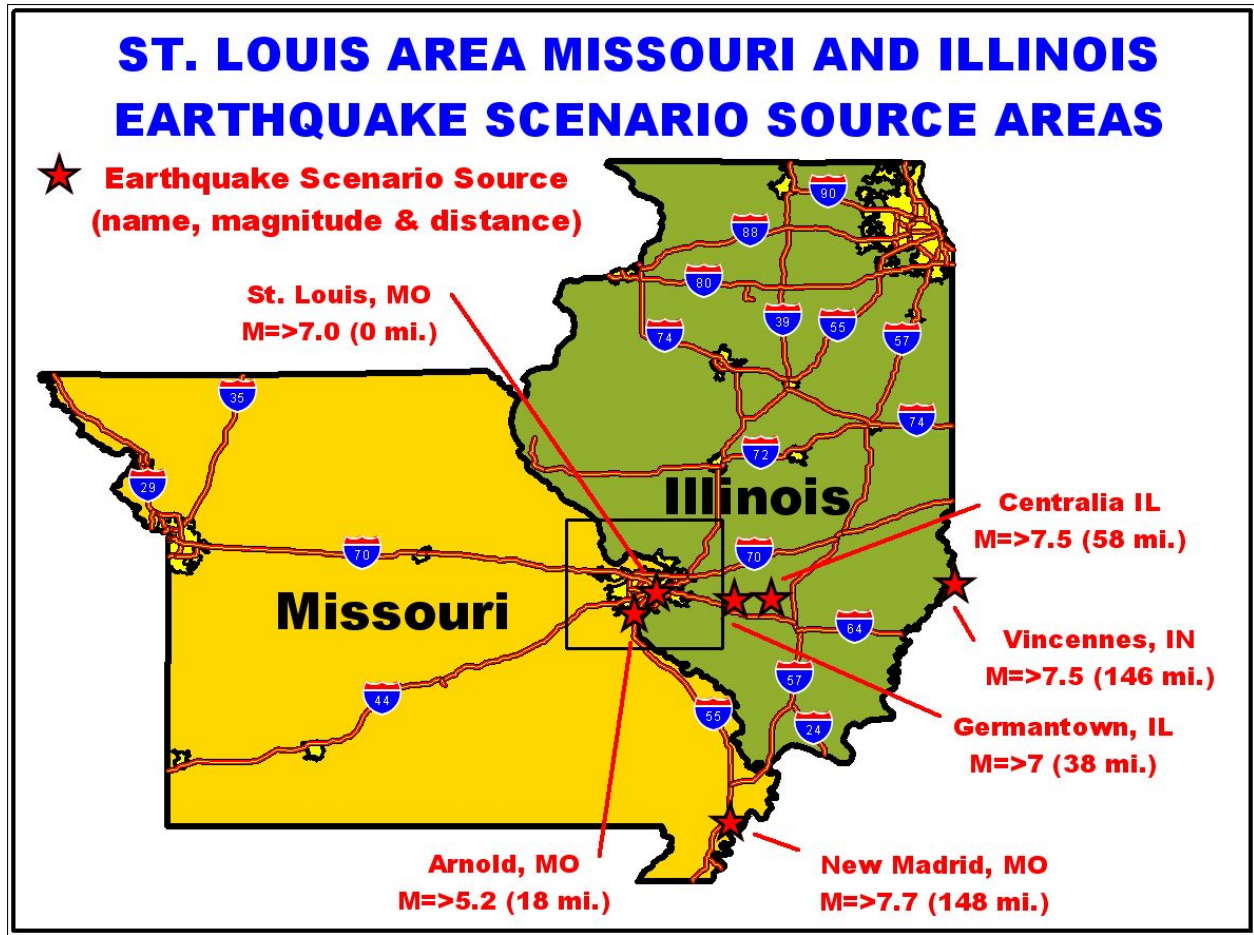 ST. LOUIS AREA MISSOURI AND ILLINOIS
EARTHQUAKE SCENARIO SOURCE AREAS
Earthquake Scenario Source
(name, magnitude & distance)
90
88
80
St. Louis, MO
M=>7.0 (0 mi.)
39
55
74
57
35
74
72
29
Illinois
Centralia IL
M=>7.5 (58 mi.)
70
70
Missouri
64
Vincennes, IN
M=>7.5 (146 mi.)
57
44
55
24
Germantown, IL
M=>7 (38 mi.)
Arnold, MO
M=>5.2 (18 mi.)
New Madrid, MO
M=>7.7 (148 mi.)